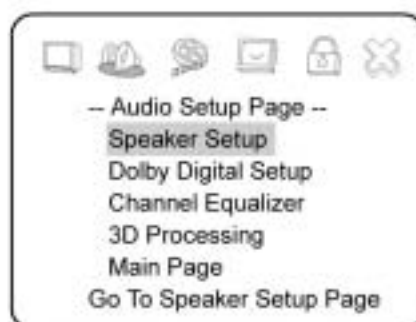 -- Audio Setup Page --
Speaker Setup
Dolby Digital Setup
Channel Equalizer
3D Processing
Main Page
Go To Speaker Setup Page